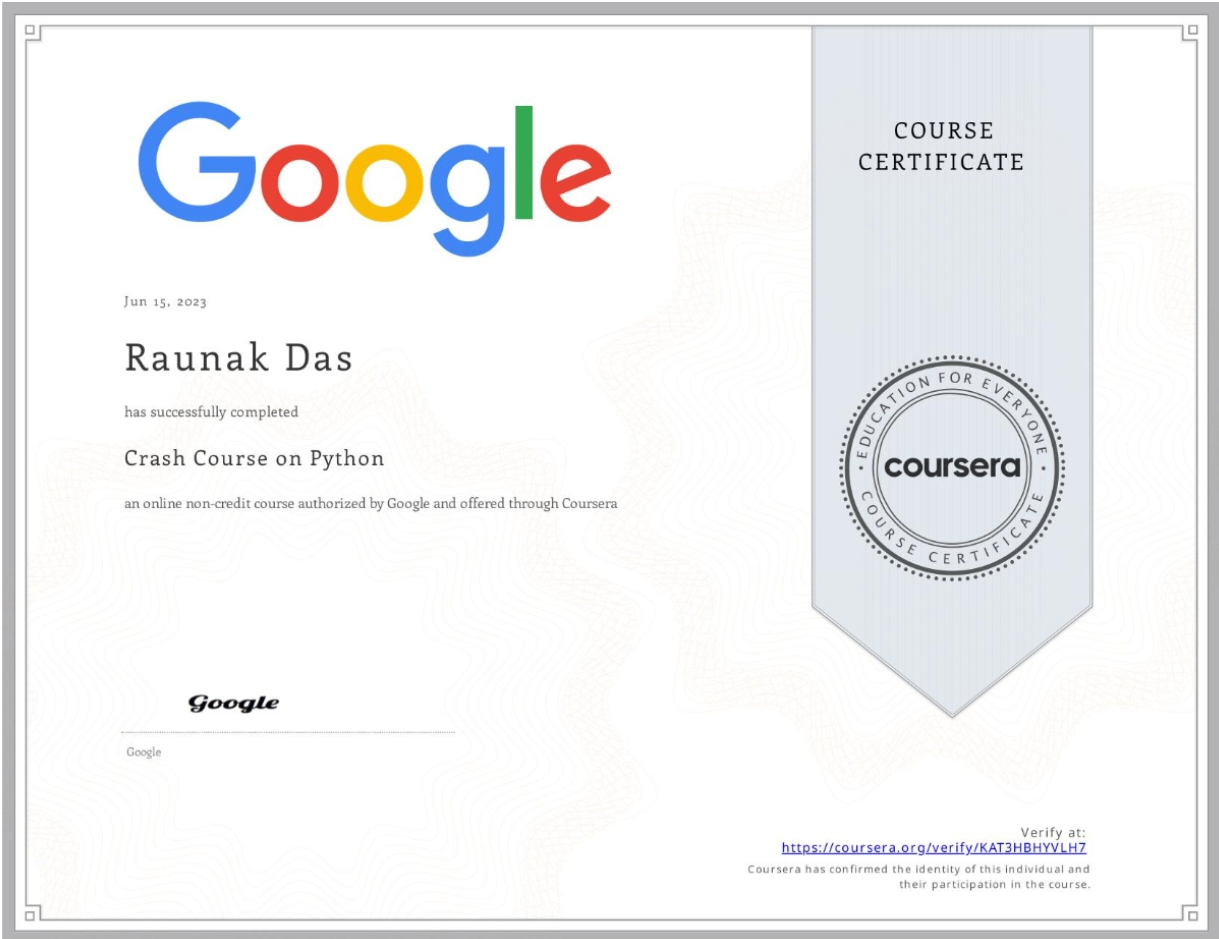 Google
COURSE
CERTIFICATE
Jun 15, 2023
Raunak Das
has successfully completed
Crash Course on Python
an online non-credit course authorized by Google and offered through Coursera
EDUCATION FOR EVERYONE
coursera
COURSE CERTIFICATE
Google
Google
Verify at:
https://coursera.org/verify/KAT3HBHYVLH7
Coursera has confirmed the identity of this individual and
their participation in the course.